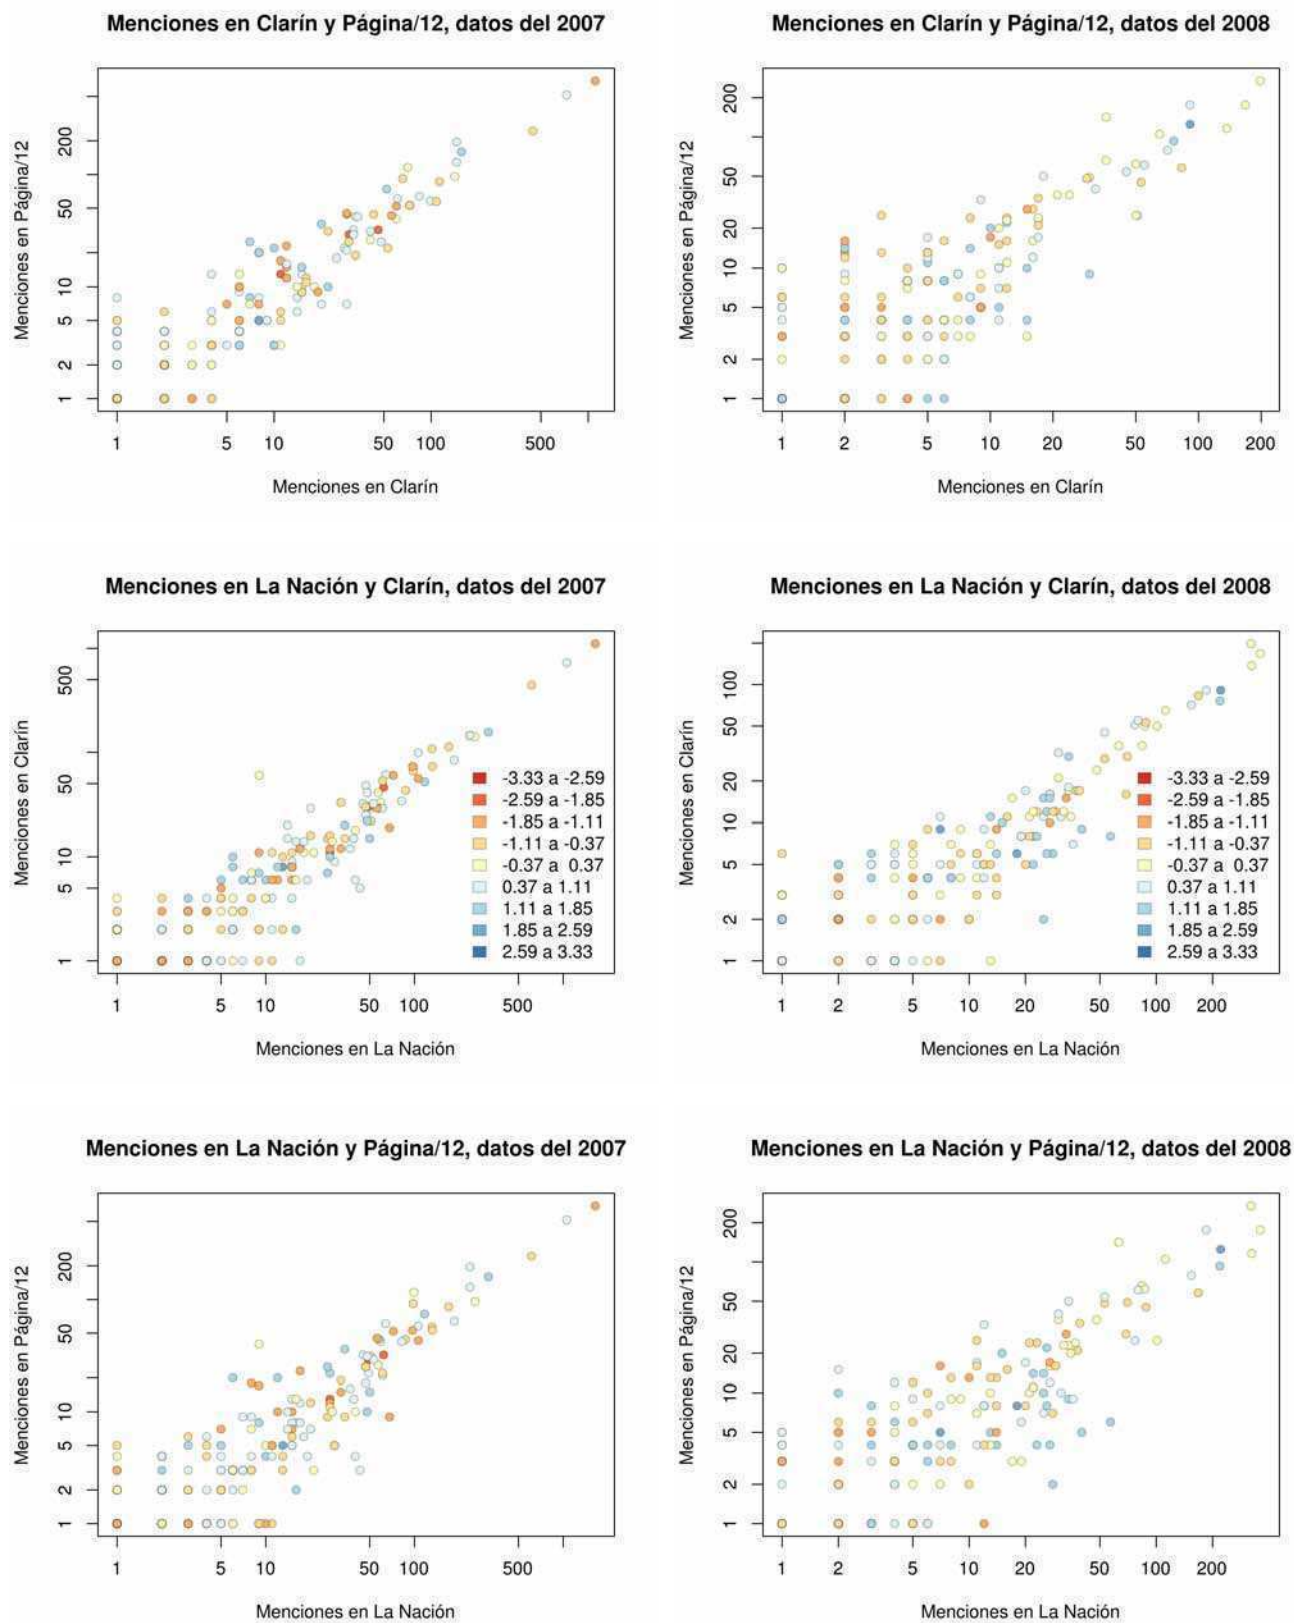 Menciones en Clarín y Página/12, datos del 2007
Menciones en Página/12
200
50
10
5
2
1
1 5 10 50 100 500
Menciones en Clarín
Menciones en Clarín y Página/12, datos del 2008
Menciones en Página/12
200
50
20
10
5
2
1
1 2 5 10 20 50 100 200
Menciones en Clarín
Menciones en La Nación y Clarín, datos del 2007
Menciones en Clarín
500
50
10
5
1
-3.33 a -2.59
-2.59 a -1.85
-1.85 a -1.11
-1.11 a -0.37
-0.37 a 0.37
0.37 a 1.11
1.11 a 1.85
1.85 a 2.59
2.59 a 3.33
1 5 10 50 100 500
Menciones en La Nación
Menciones en La Nación y Clarín, datos del 2008
Menciones en Clarín
100
50
20
10
5
2
1
-3.33 a -2.59
-2.59 a -1.85
-1.85 a -1.11
-1.11 a -0.37
-0.37 a 0.37
0.37 a 1.11
1.11 a 1.85
1.85 a 2.59
2.59 a 3.33
1 2 5 10 20 50 100 200
Menciones en La Nación
Menciones en La Nación y Página/12, datos del 2007
Menciones en Página/12
200
50
10
5
2
1
1 5 10 50 100 500
Menciones en La Nación
Menciones en La Nación y Página/12, datos del 2008
Menciones en Página/12
200
50
20
10
5
2
1
1 2 5 10 20 50 100 200
Menciones en La Nación